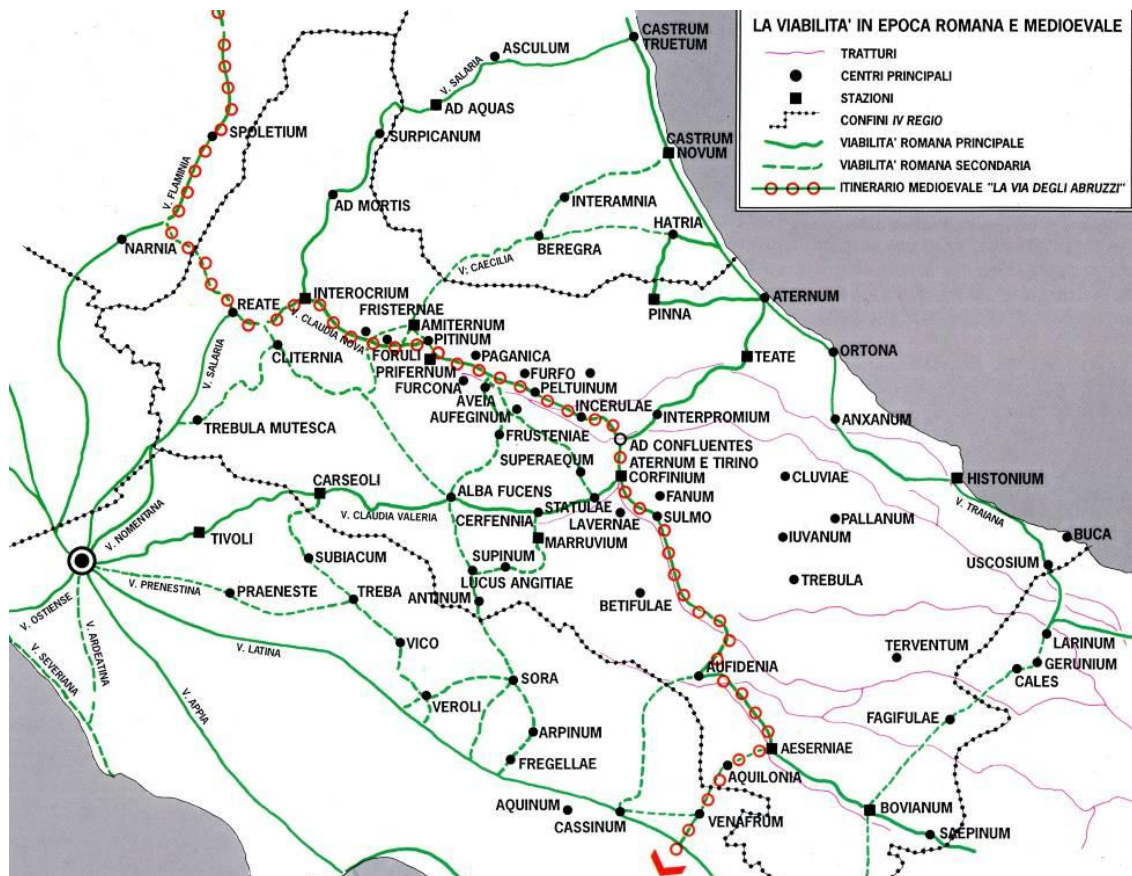 LA VIABILITA' IN EPOCA ROMANA E MEDIOEVALE
TRATTURI
CENTRI PRINCIPALI
STAZIONI
CONFINI IV REGIO
VIABILITA' ROMANA PRINCIPALE
VIABILITA' ROMANA SECONDARIA
ITINERARIO MEDIOEVALE "LA VIA DEGLI ABRUZZI"
CASTRUM
TRUETUM
ASCULUM
V. SALARIA
AD AQUAS
SURPICANUM
SPOLETIUM
V. FLAMINIA
CASTRUM
NOVUM
AD MORTIS
INTERAMNIA
HATRIA
BEREGRA
NARNIA
V: CAECILIA
INTEROCRIUM
REATE
V. CLAUDIA NOVA
FRISTERNAE
AMITERNUM
PITINUM
PINNA
ATERNUM
CLITERNIA
FORULI
PRIFERNUM
PAGANICA
FURCONA
FURFO
PELTUINUM
TEATE
ORTONA
V. SALARIA
AVEIA
AUFEGINUM
INCERULAE
INTERPROMIUM
ANXANUM
TREBULA MUTESCA
FRUSTENIAE
AD CONFLUENTES
ATERNUM E TIRINO
SUPERAEQUM
CORFINIUM
CARSEOLI
ALBA FUCENS
STATULAE
FANUM
CLUVIAE
HISTONIUM
V. NOMENTANA
V. CLAUDIA VALERIA
CERFENNIA
LAVERNAE
SULMO
V. TRAIANA
PALLANUM
TIVOLI
MARRUVIUM
IUVANUM
BUCA
SUBIACUM
SUPINUM
USCOSIUM
LUCUS ANGITIAE
TREBULA
V. PRENESTINA
PRAENESTE
TREBA
ANTINUM
BETIFULAE
V. OSTIENSE
V. ARDEATINA
V. SEVERIANA
V. LATINA
VICO
LARINUM
TERVENTUM
GERUNIUM
CALES
SORA
AUFIDENIA
V. APPIA
VEROLI
FAGIFULAE
ARPINUM
AESERNIAE
FREGELLAE
AQUILONIA
AQUINUM
CASSINUM
VENAFRUM
BOVIANUM
SAEPINUM